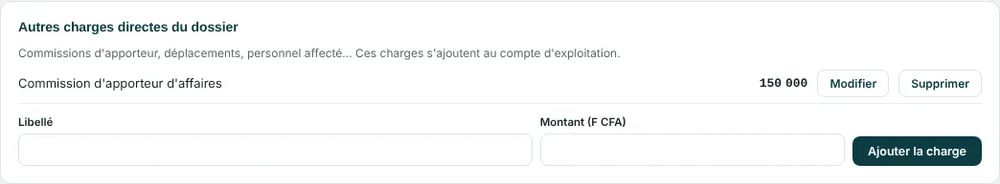 Autres charges directes du dossier
Commissions d'apporteur, déplacements, personnel affecté... Ces charges s'ajoutent au compte d'exploitation.
Commission d'apporteur d'affaires 150 000 Modifier Supprimer
Libellé Montant (F CFA)
Ajouter la charge